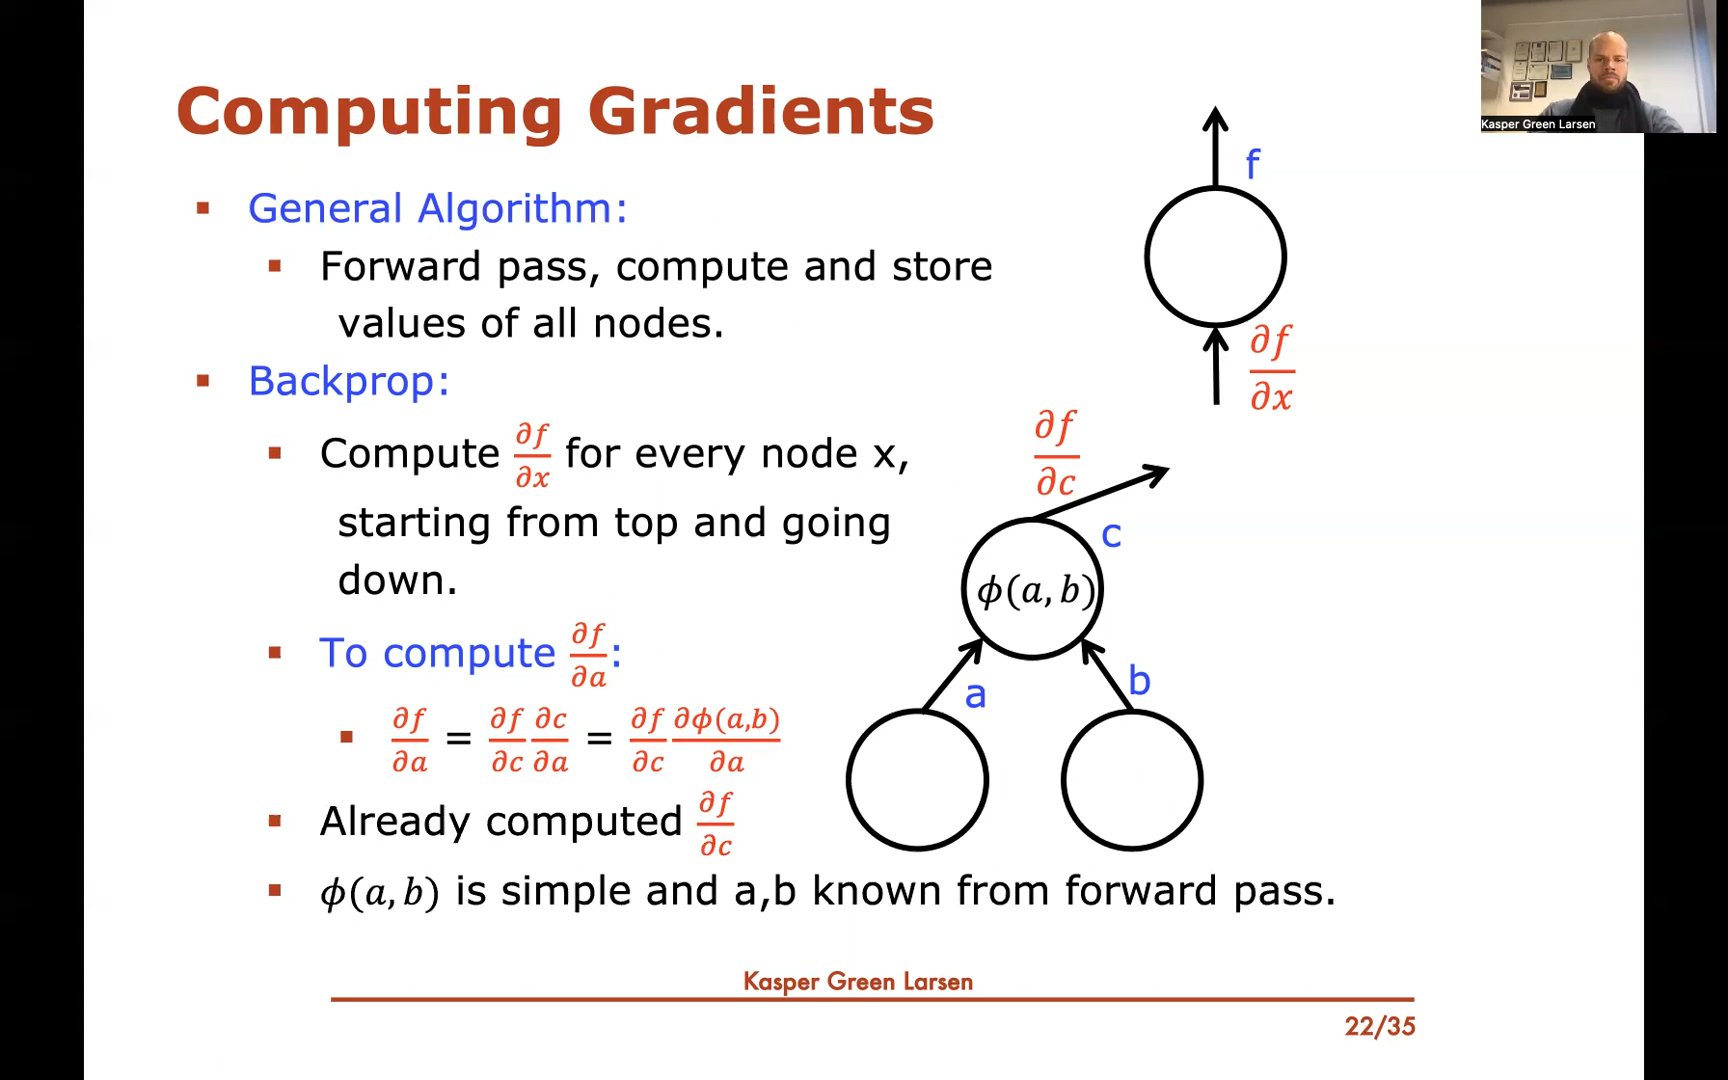 Computing Gradients
Kasper Green Larsen
▪ General Algorithm:
▪ Forward pass, compute and store
values of all nodes.
▪ Backprop:
▪ Compute ∂f/∂x for every node x,
starting from top and going
down.
▪ To compute ∂f/∂a:
▪ ∂f/∂a = ∂f/∂c ∂c/∂a = ∂f/∂c ∂ϕ(a,b)/∂a
▪ Already computed ∂f/∂c
▪ ϕ(a, b) is simple and a,b known from forward pass.
f
∂f/∂x
∂f/∂c
c
ϕ(a, b)
a
b
Kasper Green Larsen
22/35